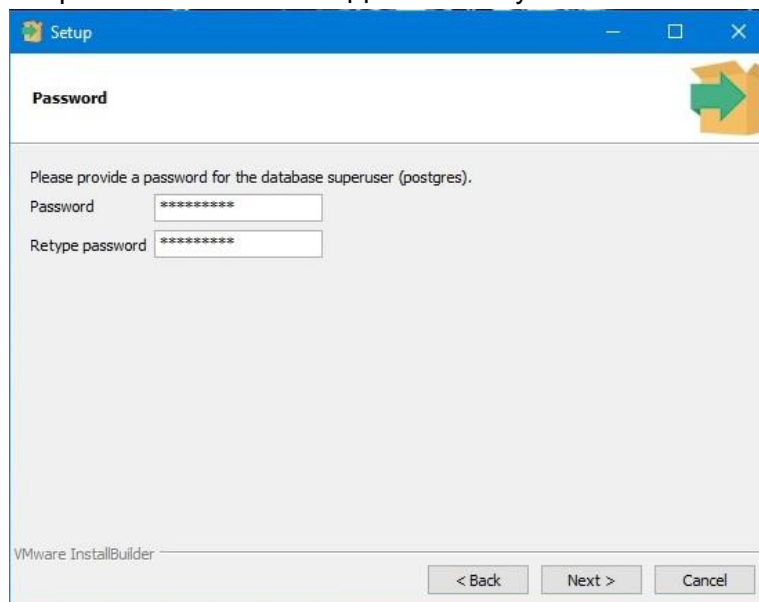 Setup
Password
Please provide a password for the database superuser (postgres).
Password *********
Retype password *********
VMware InstallBuilder
< Back Next > Cancel